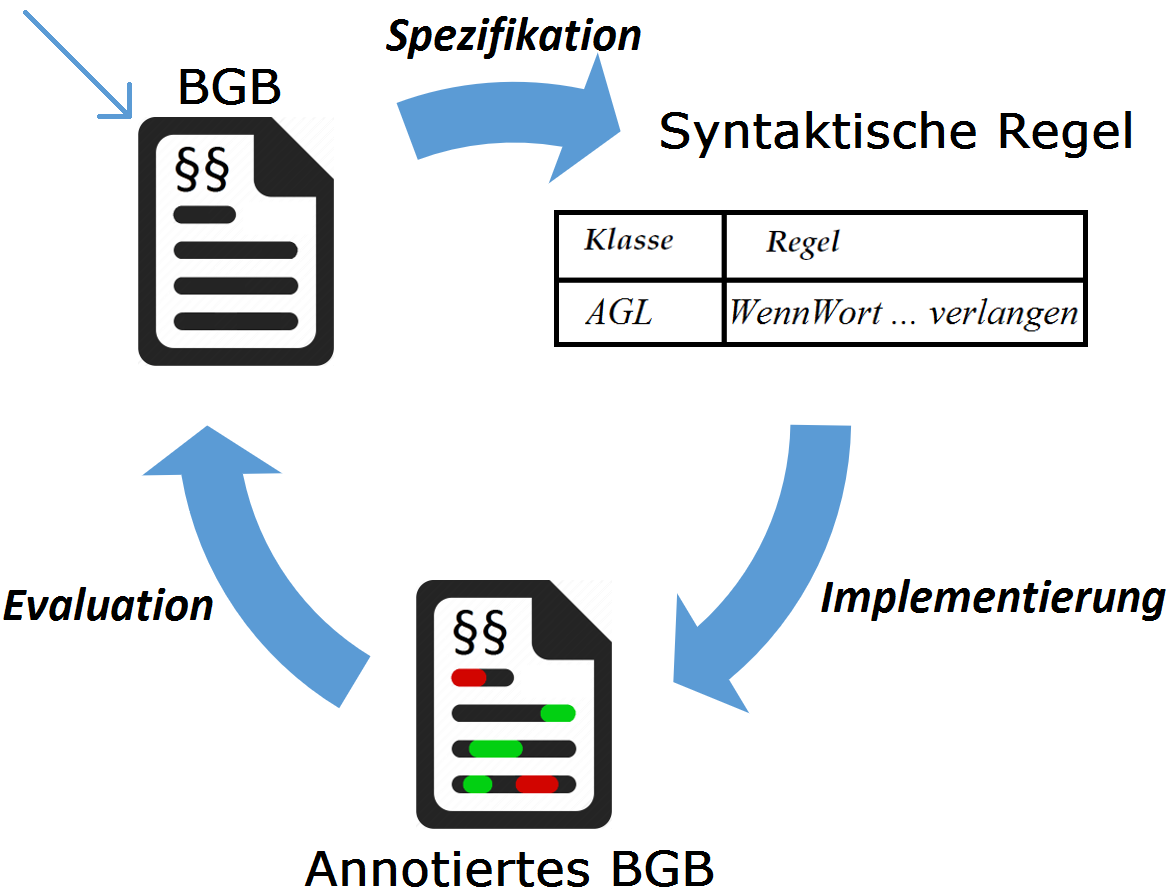 Spezifikation
BGB
§§
Syntaktische Regel
Klasse Regel
AGL WennWort ... verlangen
Evaluation
Implementierung
§§
Annotiertes BGB